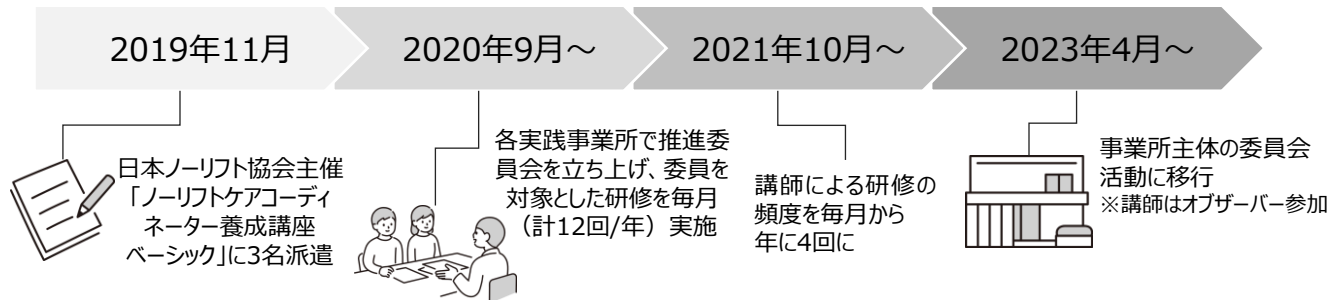 2019年11月
2020年9月～
2021年10月～
2023年4月～
日本ノーリフト協会主催
「ノーリフトケアコーディ
ネーター養成講座
ベーシック」に3名派遣
各実践事業所で推進委
員会を立ち上げ、委員を
対象とした研修を毎月
（計12回/年）実施
講師による研修の
頻度を毎月から
年に4回に
事業所主体の委員会
活動に移行
※講師はオブザーバー参加